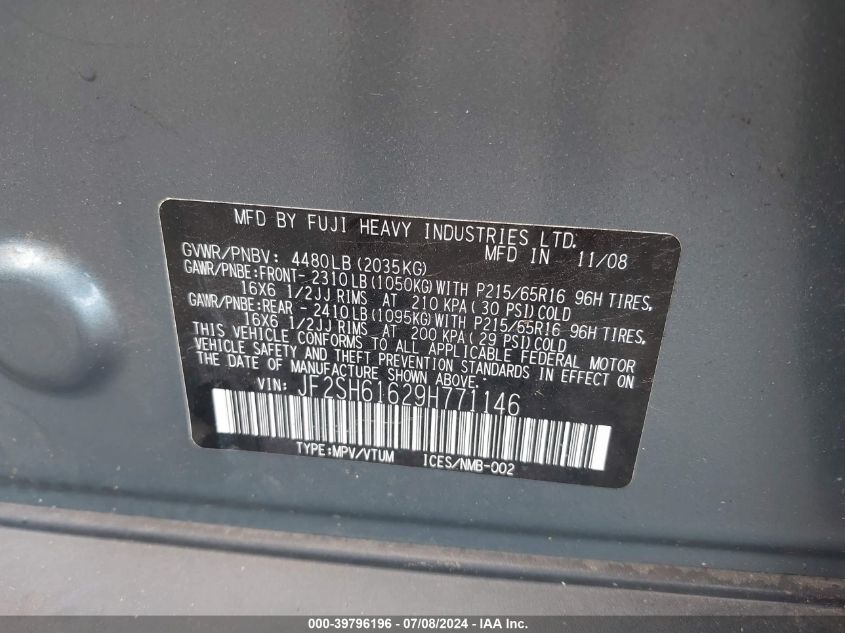 MFD BY FUJI HEAVY INDUSTRIES LTD.
MFD IN 11/08
GVWR/PNBV: 4480LB(2035KG)
GAWR/PNBE:FRONT- 2310LB(1050KG)WITH P215/65R16 96H TIRES,
16X6 1/2JJ RIMS AT 210 KPA(30 PSI)COLD
GAWR/PNBE:REAR - 2410LB(1095KG)WITH P215/65R16 96H TIRES,
16X6 1/2JJ RIMS AT 200 KPA(29 PSI)COLD
THIS VEHICLE CONFORMS TO ALL APPLICABLE FEDERAL MOTOR
VEHICLE SAFETY AND THEFT PREVENTION STANDARDS IN EFFECT ON
THE DATE OF MANUFACTURE SHOWN ABOVE.
VIN: JF2SH61629H771146
TYPE:MPV/VTUM ICES/NMB-002
000-39796196 - 07/08/2024 - IAA Inc.